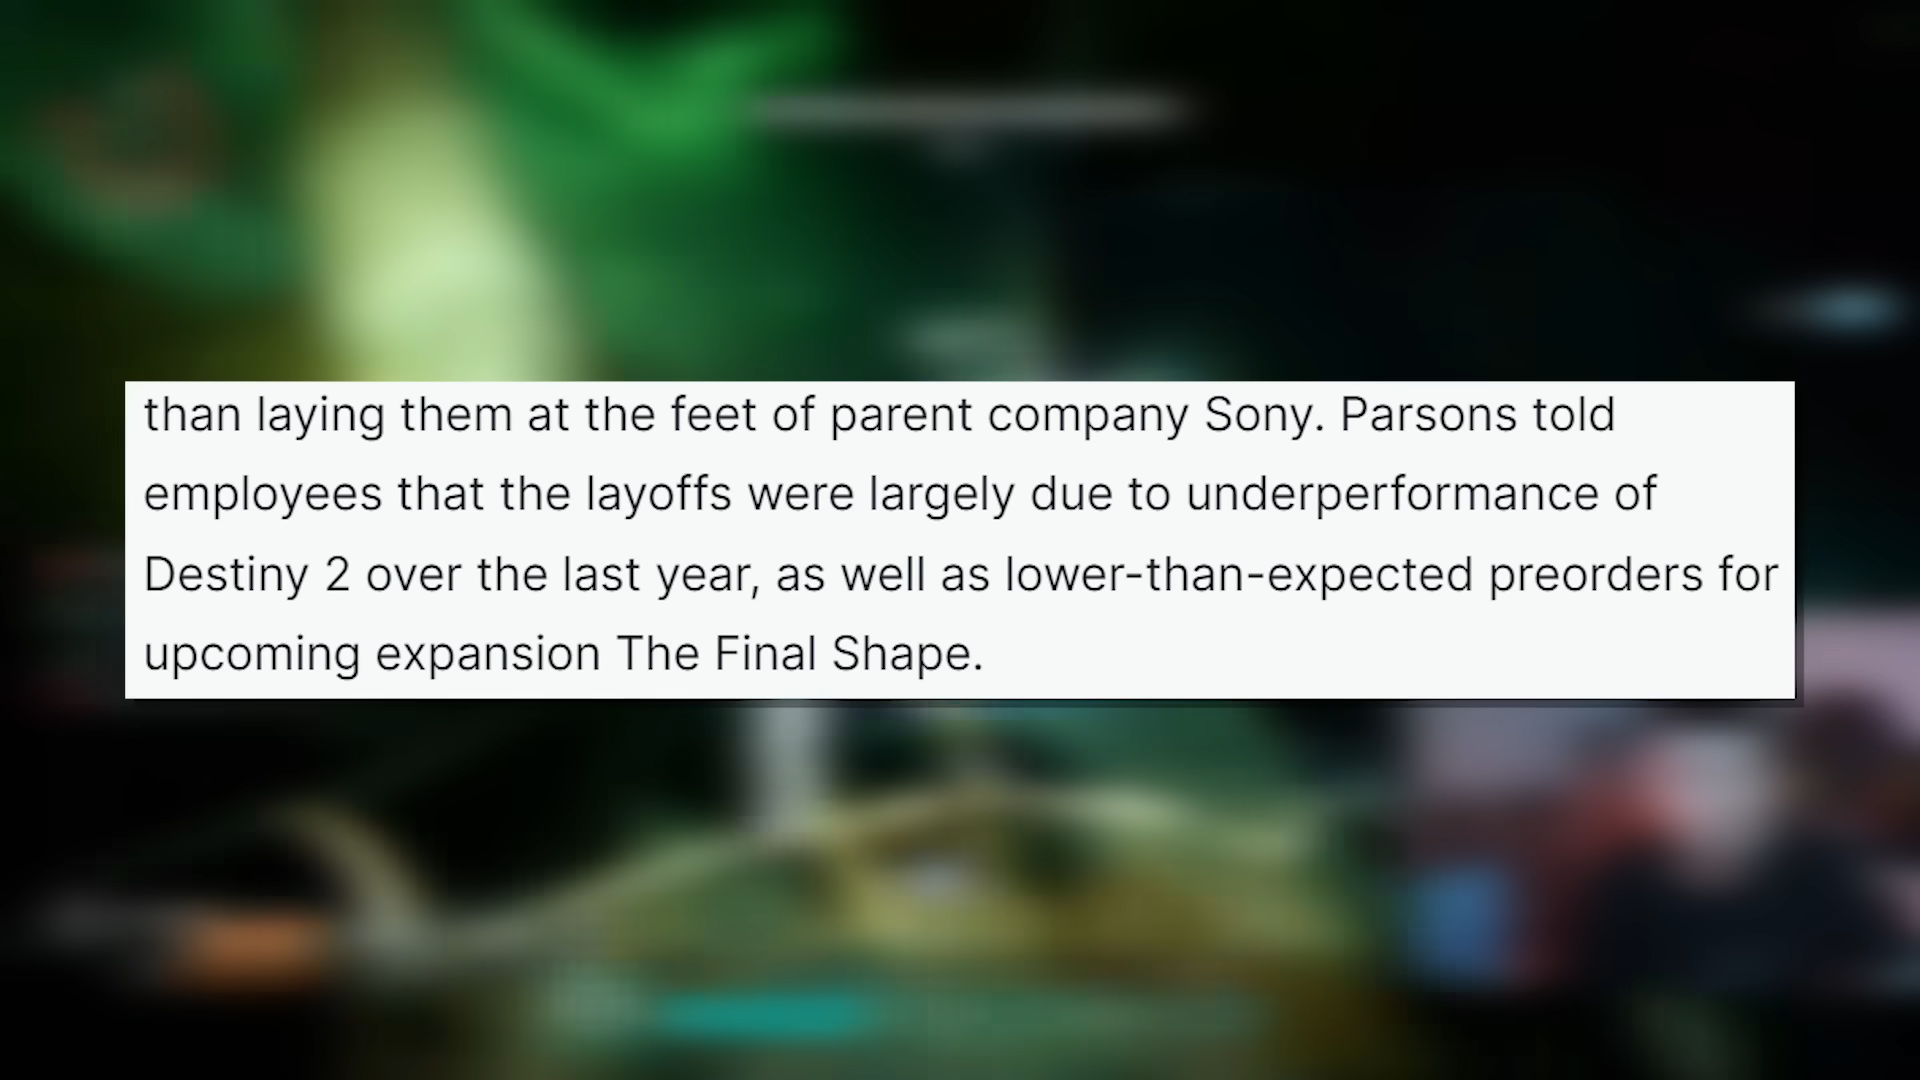 than laying them at the feet of parent company Sony. Parsons told
employees that the layoffs were largely due to underperformance of
Destiny 2 over the last year, as well as lower-than-expected preorders for
upcoming expansion The Final Shape.